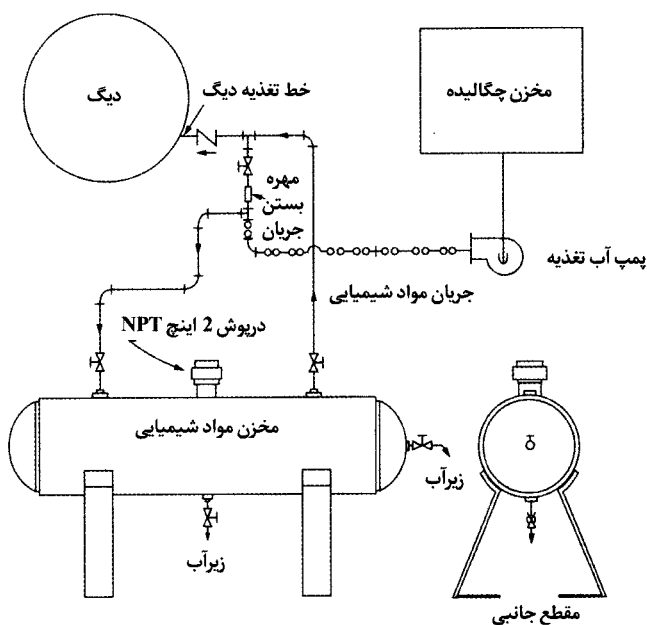 دیگ
خط تغذیه دیگ
مخزن چگالیده
مهره
بستن
جریان
پمپ آب تغذیه
جریان مواد شیمیایی
درپوش 2 اینچ NPT
مخزن مواد شیمیایی
زیرآب
زیرآب
مقطع جانبی